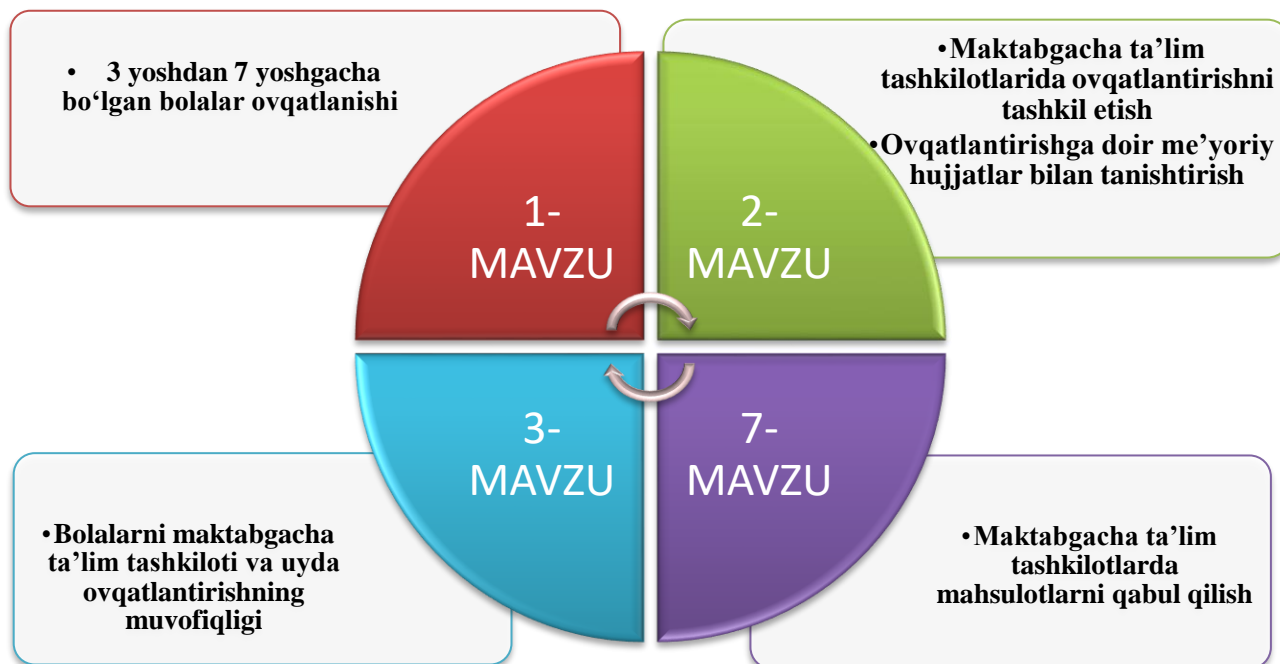 • 3 yoshdan 7 yoshgacha
bo‘lgan bolalar ovqatlanishi
•Maktabgacha ta’lim
tashkilotlarida ovqatlantirishni
tashkil etish
•Ovqatlantirishga doir me’yoriy
hujjatlar bilan tanishtirish
1-
MAVZU
2-
MAVZU
3-
MAVZU
7-
MAVZU
•Bolalarni maktabgacha
ta’lim tashkiloti va uyda
ovqatlantirishning
muvofiqligi
•Maktabgacha ta’lim
tashkilotlarda
mahsulotlarni qabul qilish